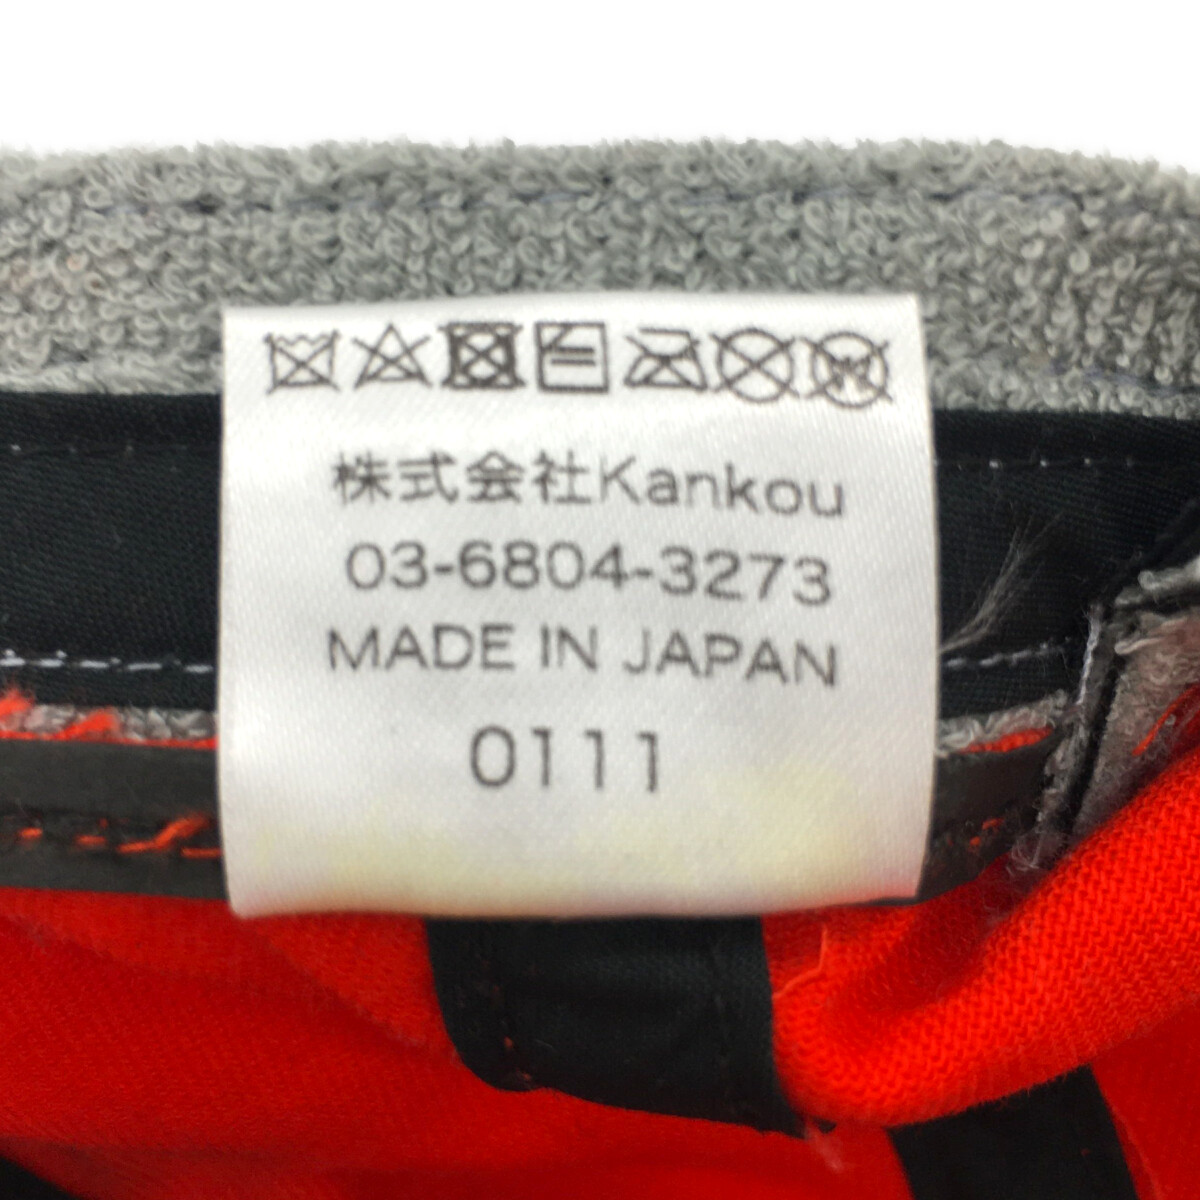 株式会社Kankou
03-6804-3273
MADE IN JAPAN
0111